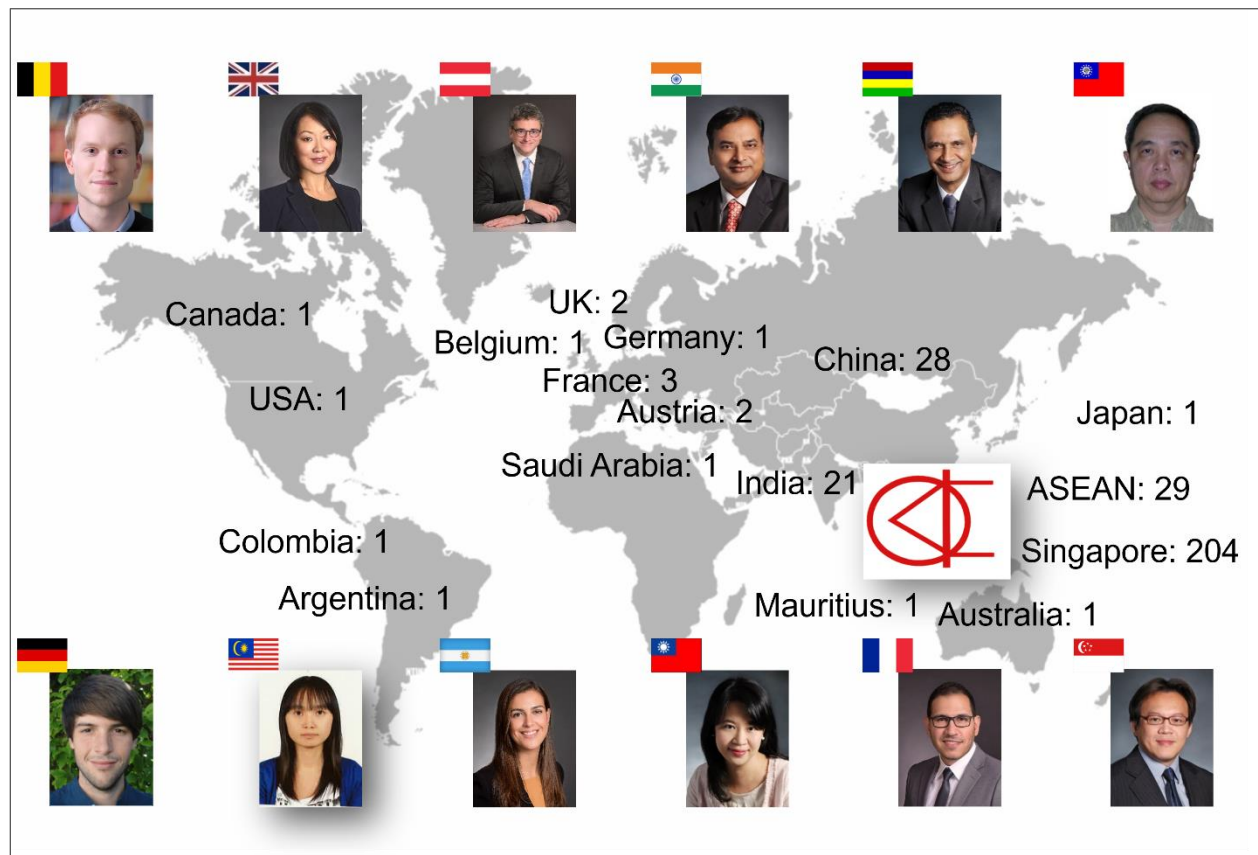 Canada: 1
UK: 2
Belgium: 1
Germany: 1
France: 3
China: 28
USA: 1
Austria: 2
Japan: 1
Saudi Arabia: 1
India: 21
ASEAN: 29
Colombia: 1
Singapore: 204
Argentina: 1
Mauritius: 1
Australia: 1